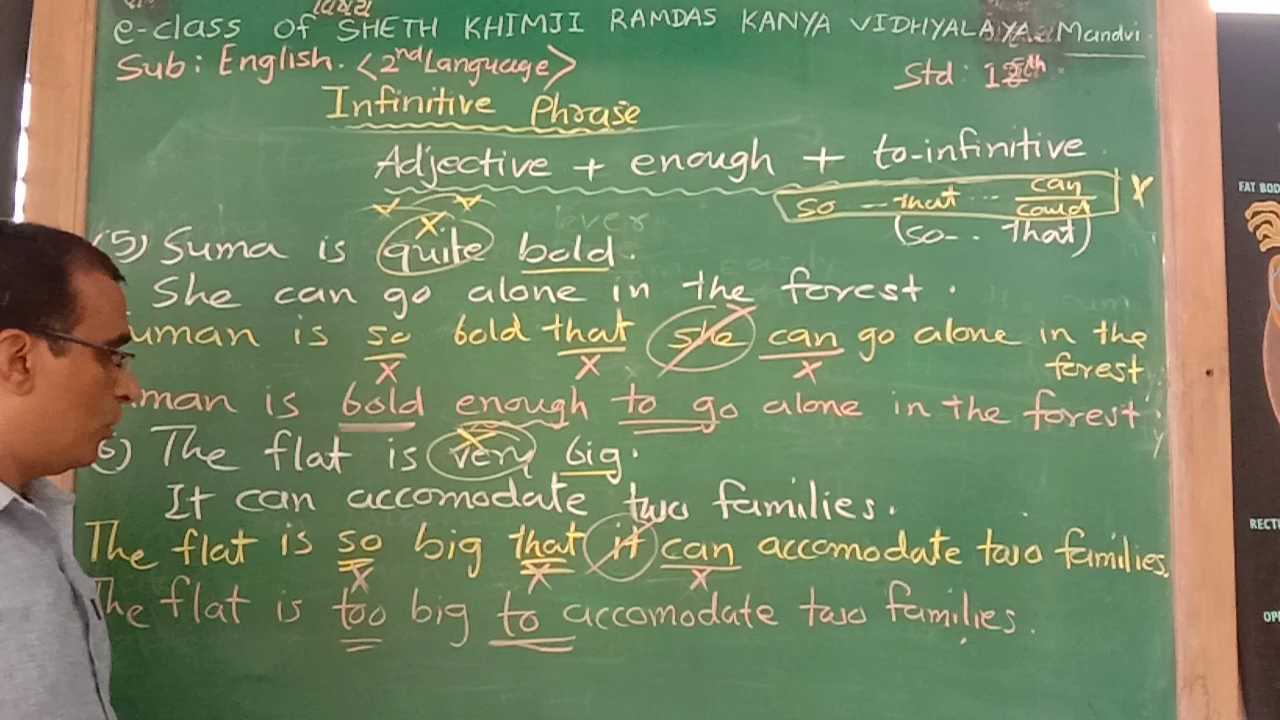 e-class of SHETH KHIMJI RAMDAS KANYA VIDHYALAYA Mandvi.
Sub: English. <2nd Language>
Std: 12th
Infinitive Phrase
Adjective + enough + to-infinitive
so - that ... can
could
(so... that)
(5) Suma is quite bold.
She can go alone in the forest.
uman is so bold that she can go alone in the
forest
man is bold enough to go alone in the forest.
6) The flat is very big.
It can accomodate two families.
The flat is so big that it can accomodate two families.
The flat is too big to accomodate two families.
FAT BOD
RECT
OP